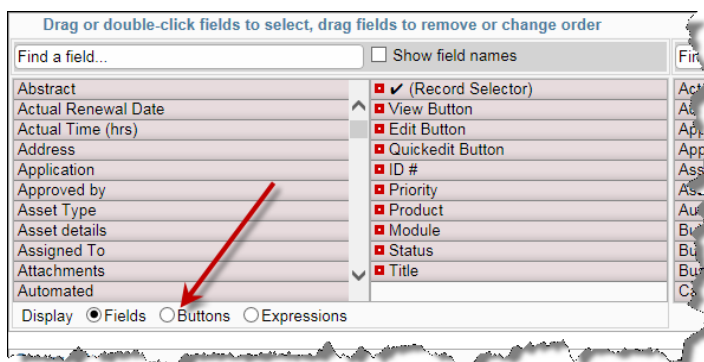 Drag or double-click fields to select, drag fields to remove or change order
Find a field...
Show field names
Abstract
Actual Renewal Date
Actual Time (hrs)
Address
Application
Approved by
Asset Type
Asset details
Assigned To
Attachments
Automated
✔ (Record Selector)
View Button
Edit Button
Quickedit Button
ID #
Priority
Product
Module
Status
Title
Display Fields Buttons Expressions